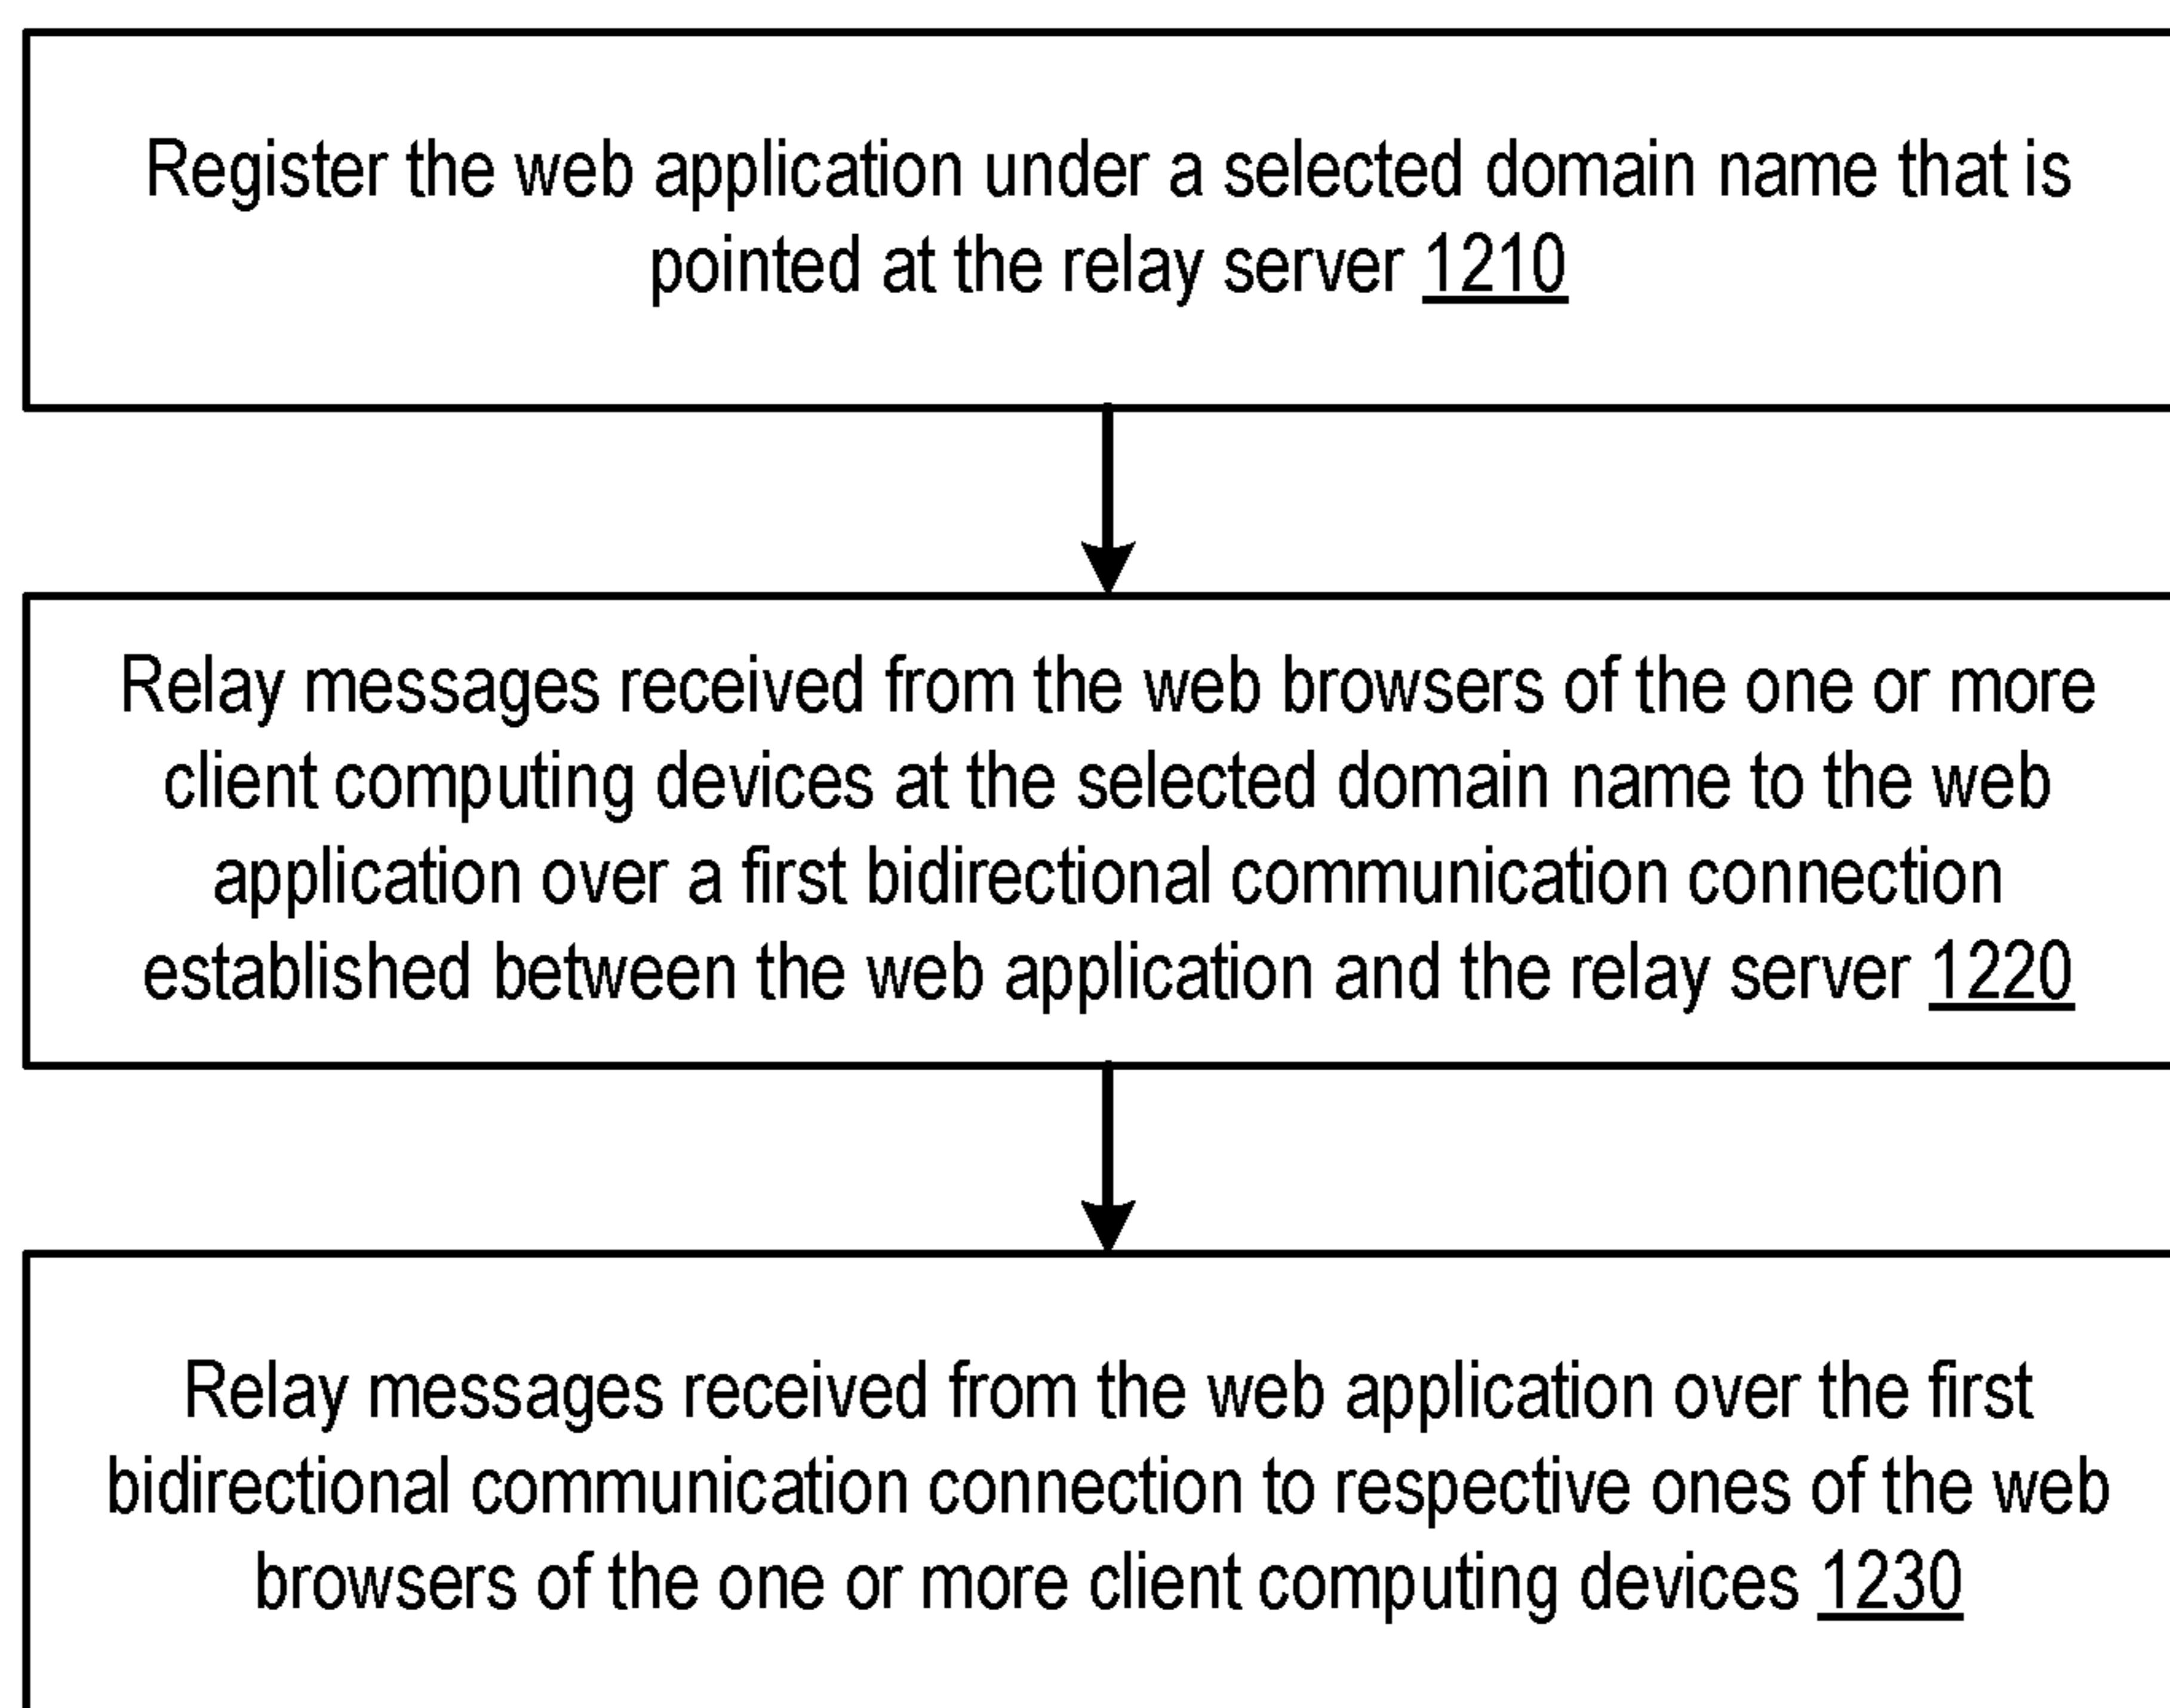 Register the web application under a selected domain name that is
pointed at the relay server 1210
Relay messages received from the web browsers of the one or more
client computing devices at the selected domain name to the web
application over a first bidirectional communication connection
established between the web application and the relay server 1220
Relay messages received from the web application over the first
bidirectional communication connection to respective ones of the web
browsers of the one or more client computing devices 1230